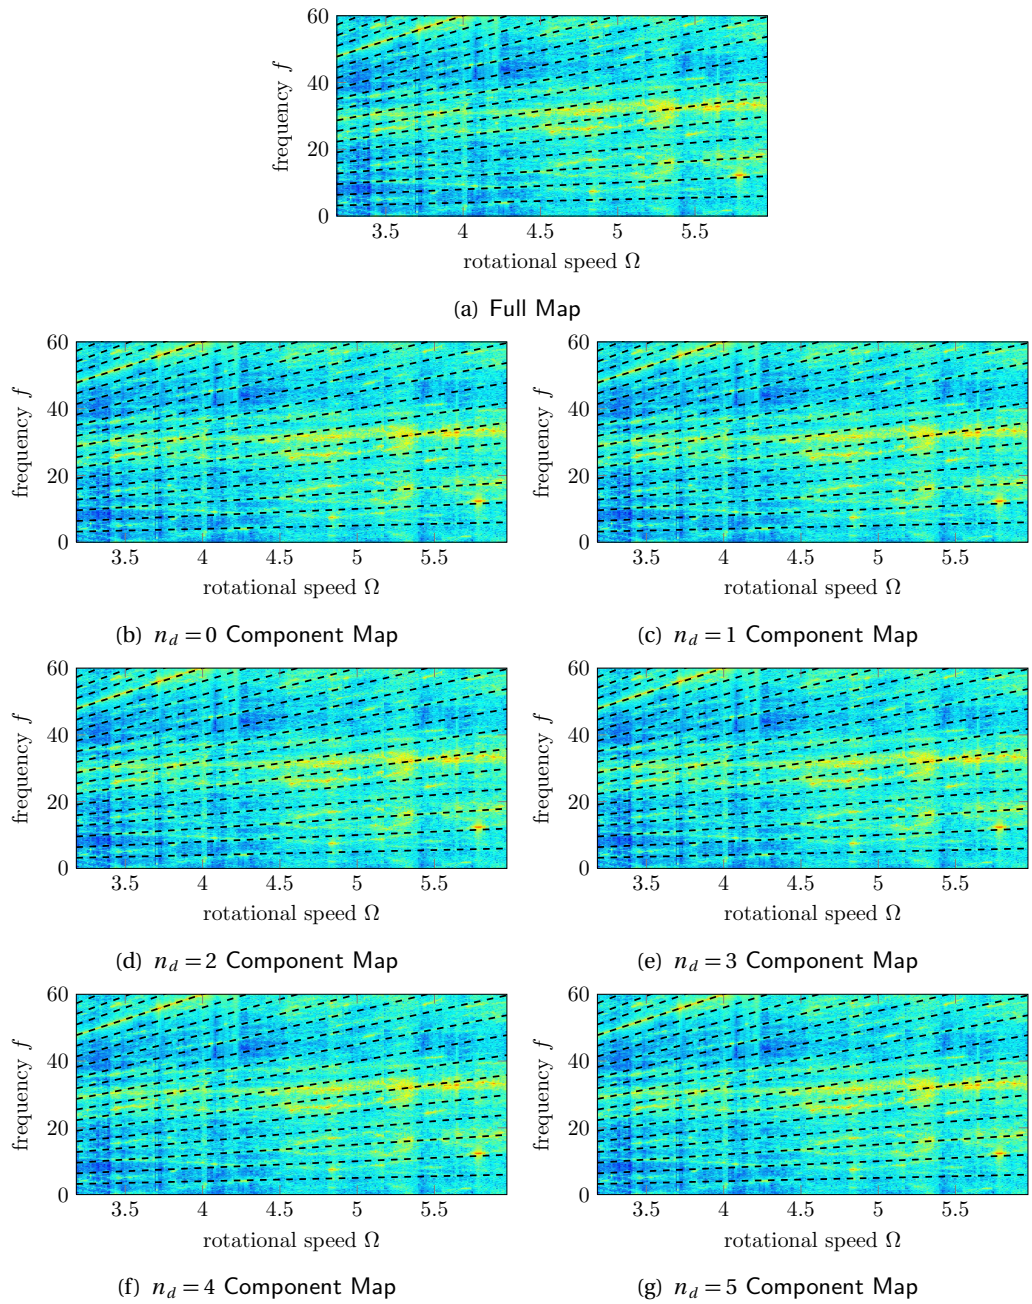 60
40
20
0
frequency f
3.5 4 4.5 5 5.5
rotational speed Ω
(a) Full Map
60
40
20
0
frequency f
3.5 4 4.5 5 5.5
rotational speed Ω
(b) n_d = 0 Component Map
60
40
20
0
frequency f
3.5 4 4.5 5 5.5
rotational speed Ω
(c) n_d = 1 Component Map
60
40
20
0
frequency f
3.5 4 4.5 5 5.5
rotational speed Ω
(d) n_d = 2 Component Map
60
40
20
0
frequency f
3.5 4 4.5 5 5.5
rotational speed Ω
(e) n_d = 3 Component Map
60
40
20
0
frequency f
3.5 4 4.5 5 5.5
rotational speed Ω
(f) n_d = 4 Component Map
60
40
20
0
frequency f
3.5 4 4.5 5 5.5
rotational speed Ω
(g) n_d = 5 Component Map